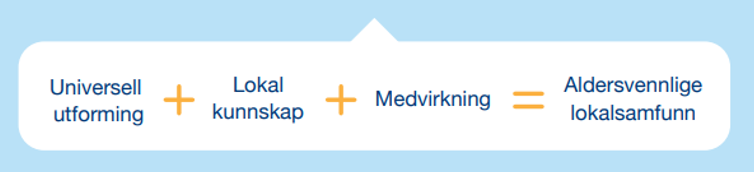 Universell
utforming
+
Lokal
kunnskap
+
Medvirkning
=
Aldersvennlige
lokalsamfunn